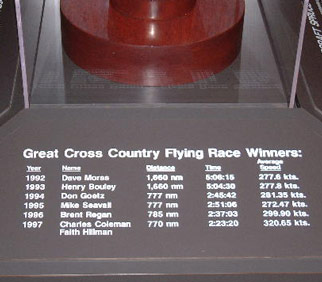 Great Cross Country Flying Race Winners:
Year Name Distance Time Average Speed
1992 Dave Morse 1,660 nm 5:06:15 277.6 kts.
1993 Henry Bouley 1,660 nm 5:04:30 277.8 kts.
1994 Don Goetz 777 nm 2:45:42 281.35 kts.
1995 Mike Seavall 777 nm 2:51:06 272.47 kts.
1996 Brent Regan 785 nm 2:37:03 299.90 kts.
1997 Charles Coleman 770 nm 2:23:20 320.65 kts.
Faith Hillman